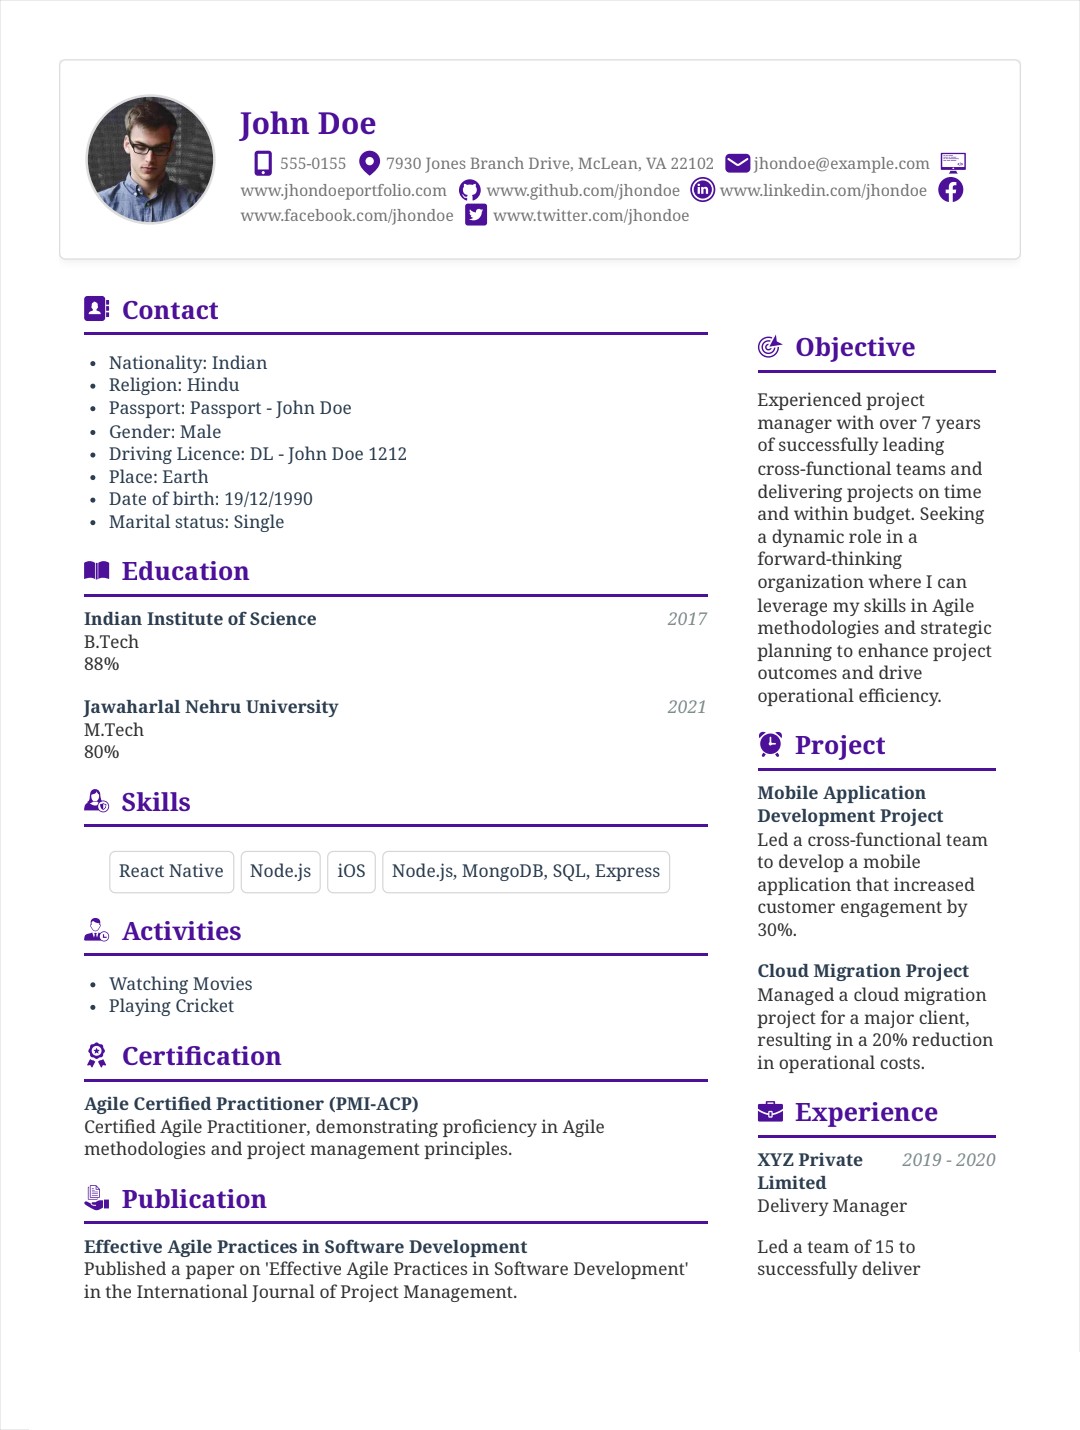 John Doe
555-0155 7930 Jones Branch Drive, McLean, VA 22102 jhondoe@example.com
www.jhondoeportfolio.com www.github.com/jhondoe www.linkedin.com/jhondoe
www.facebook.com/jhondoe www.twitter.com/jhondoe
Contact
• Nationality: Indian
• Religion: Hindu
• Passport: Passport - John Doe
• Gender: Male
• Driving Licence: DL - John Doe 1212
• Place: Earth
• Date of birth: 19/12/1990
• Marital status: Single
Education
Indian Institute of Science 2017
B.Tech
88%
Jawaharlal Nehru University 2021
M.Tech
80%
Skills
React Native Node.js iOS Node.js, MongoDB, SQL, Express
Activities
• Watching Movies
• Playing Cricket
Certification
Agile Certified Practitioner (PMI-ACP)
Certified Agile Practitioner, demonstrating proficiency in Agile
methodologies and project management principles.
Publication
Effective Agile Practices in Software Development
Published a paper on 'Effective Agile Practices in Software Development'
in the International Journal of Project Management.
Objective
Experienced project
manager with over 7 years
of successfully leading
cross-functional teams and
delivering projects on time
and within budget. Seeking
a dynamic role in a
forward-thinking
organization where I can
leverage my skills in Agile
methodologies and strategic
planning to enhance project
outcomes and drive
operational efficiency.
Project
Mobile Application
Development Project
Led a cross-functional team
to develop a mobile
application that increased
customer engagement by
30%.
Cloud Migration Project
Managed a cloud migration
project for a major client,
resulting in a 20% reduction
in operational costs.
Experience
XYZ Private 2019 - 2020
Limited
Delivery Manager
Led a team of 15 to
successfully deliver